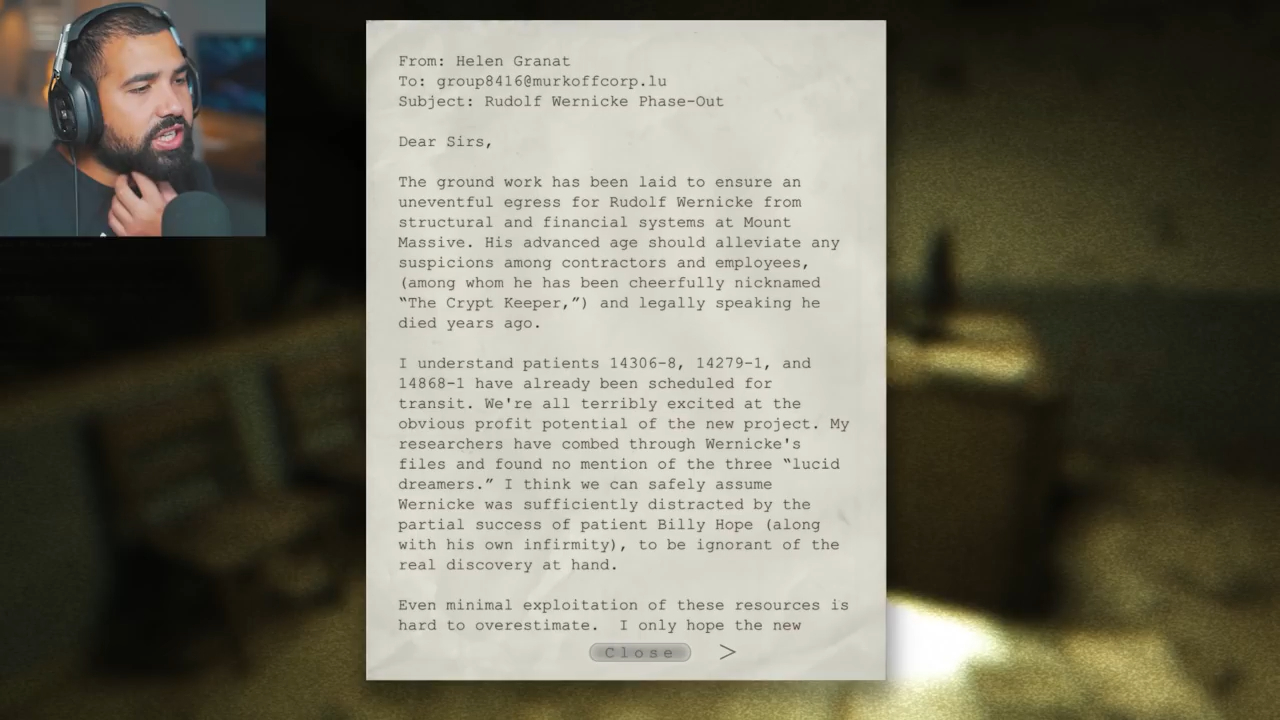 From: Helen Granat
To: group8416@murkoffcorp.lu
Subject: Rudolf Wernicke Phase-Out
Dear Sirs,
The ground work has been laid to ensure an
uneventful egress for Rudolf Wernicke from
structural and financial systems at Mount
Massive. His advanced age should alleviate any
suspicions among contractors and employees,
(among whom he has been cheerfully nicknamed
“The Crypt Keeper,”) and legally speaking he
died years ago.
I understand patients 14306-8, 14279-1, and
14868-1 have already been scheduled for
transit. We're all terribly excited at the
obvious profit potential of the new project. My
researchers have combed through Wernicke's
files and found no mention of the three “lucid
dreamers.” I think we can safely assume
Wernicke was sufficiently distracted by the
partial success of patient Billy Hope (along
with his own infirmity), to be ignorant of the
real discovery at hand.
Even minimal exploitation of these resources is
hard to overestimate.  I only hope the new
Close >